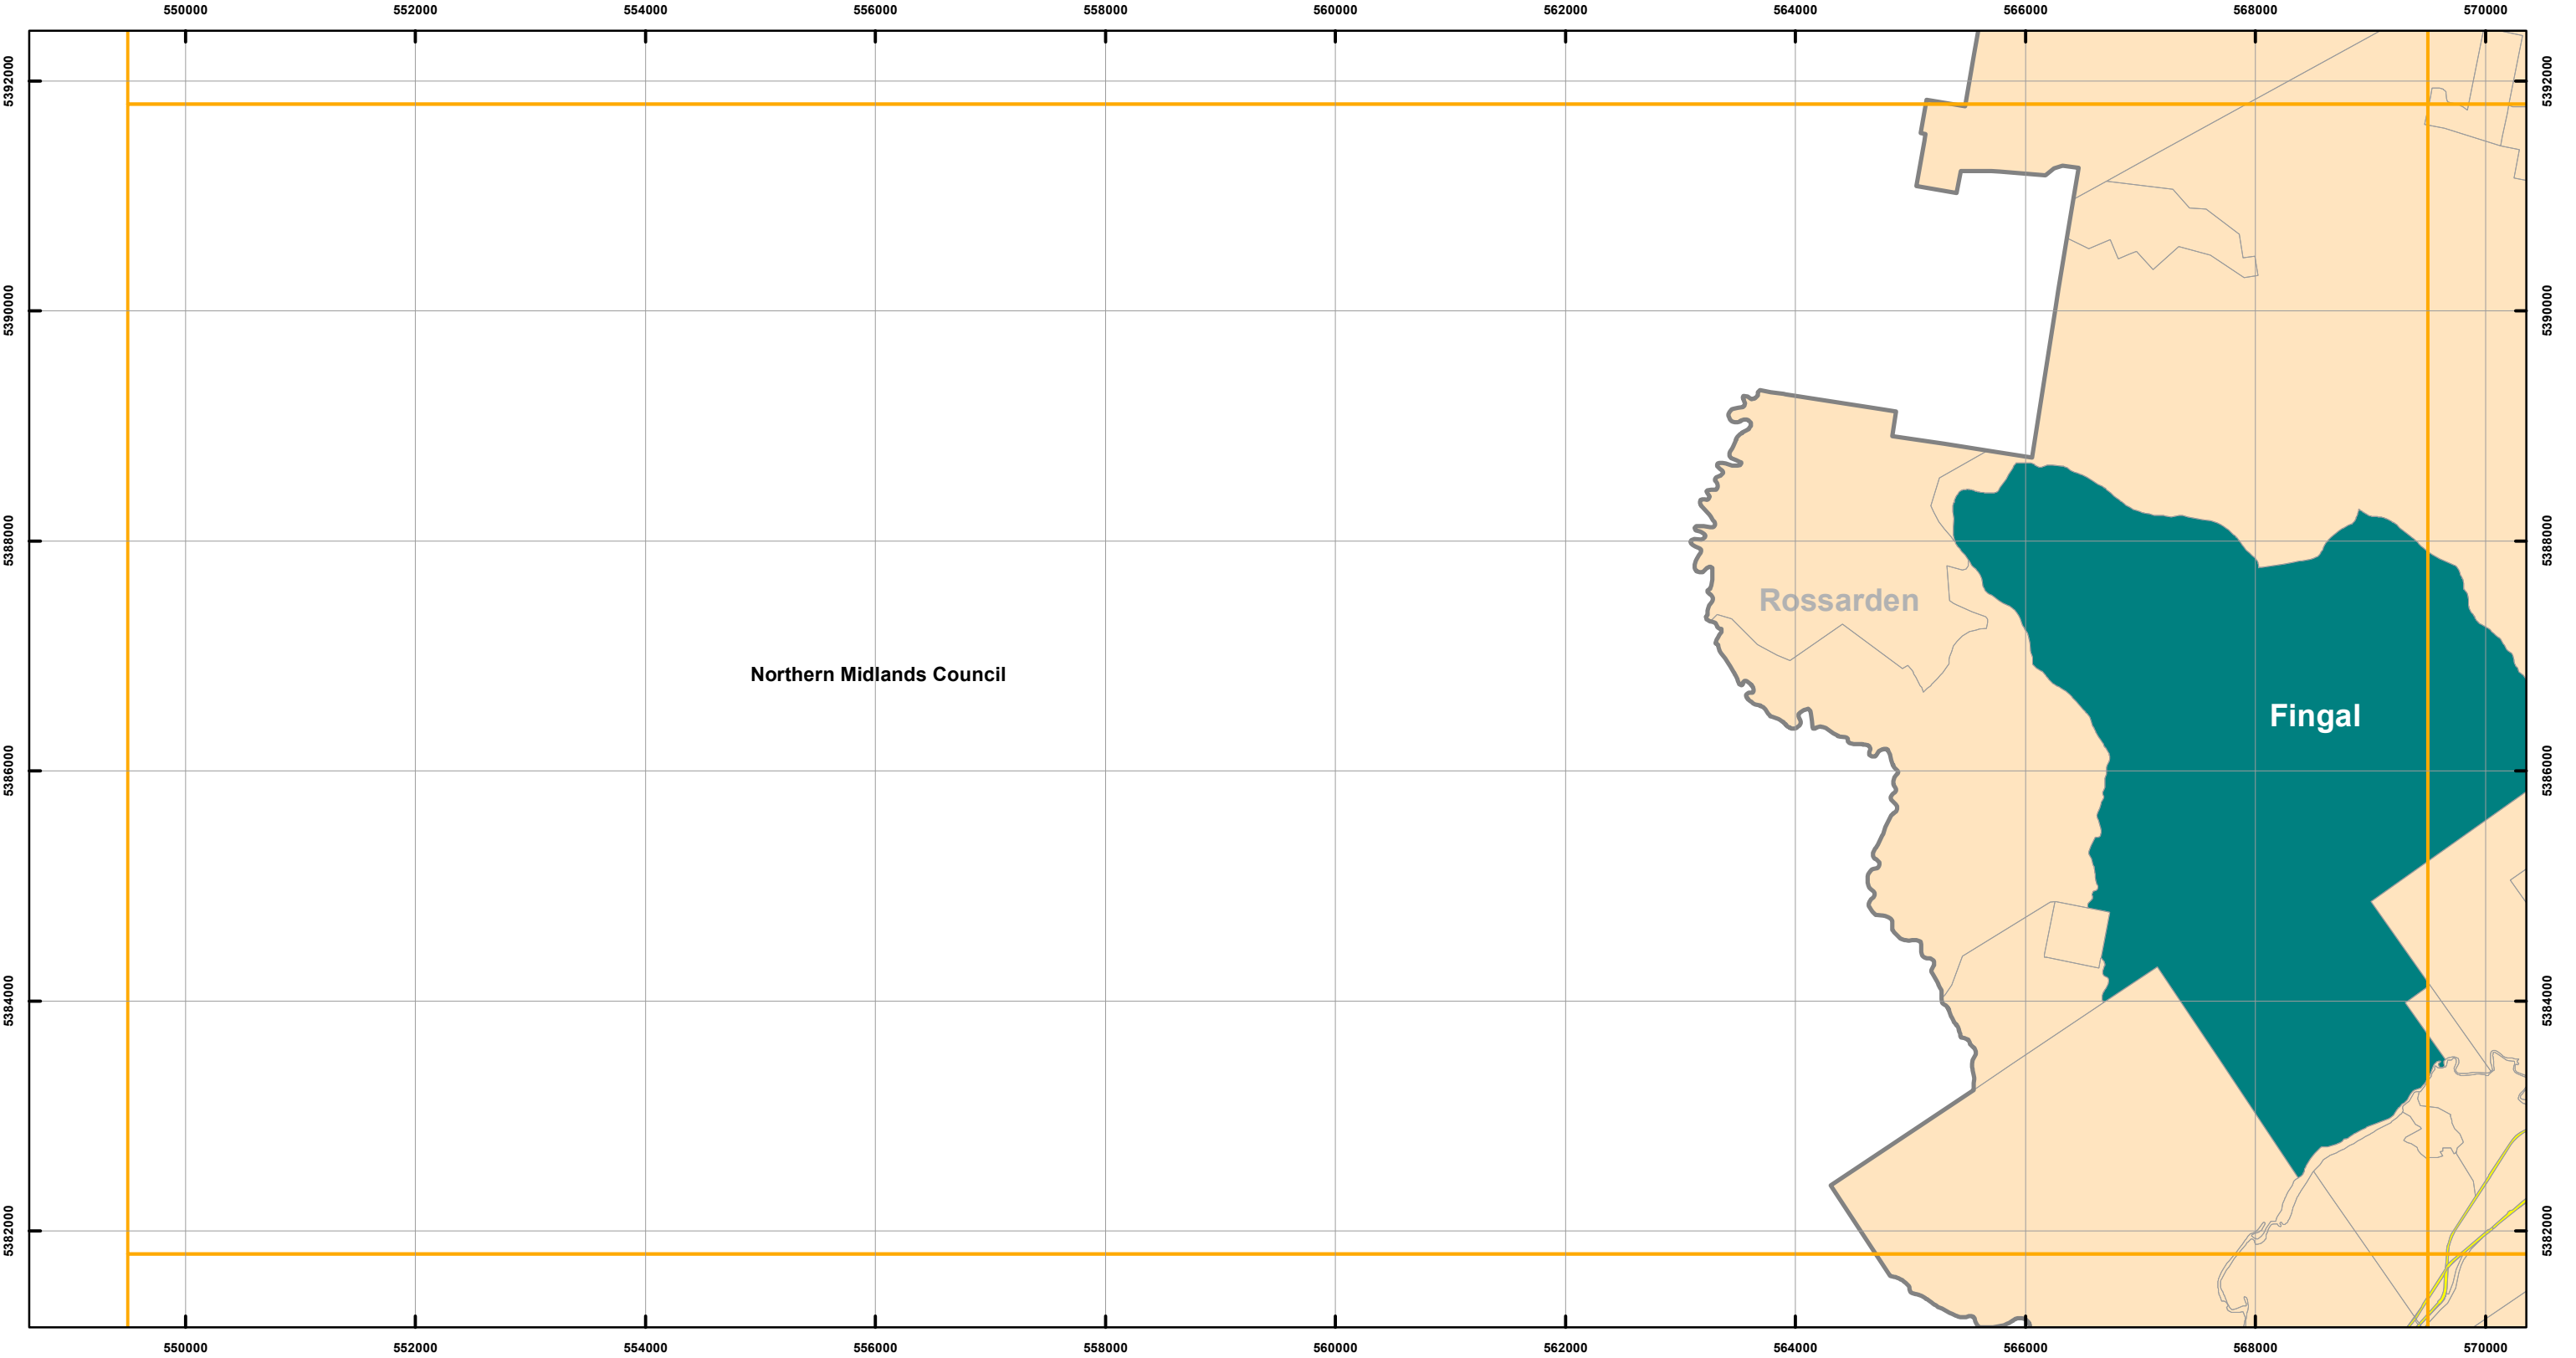 550000 552000 554000 556000 558000 560000 562000 564000 566000 568000 570000
5392000 5392000
5390000 5390000
5388000 5388000
Rossarden
Northern Midlands Council
Fingal
5386000 5386000
5384000 5384000
5382000 5382000
550000 552000 554000 556000 558000 560000 562000 564000 566000 568000 570000